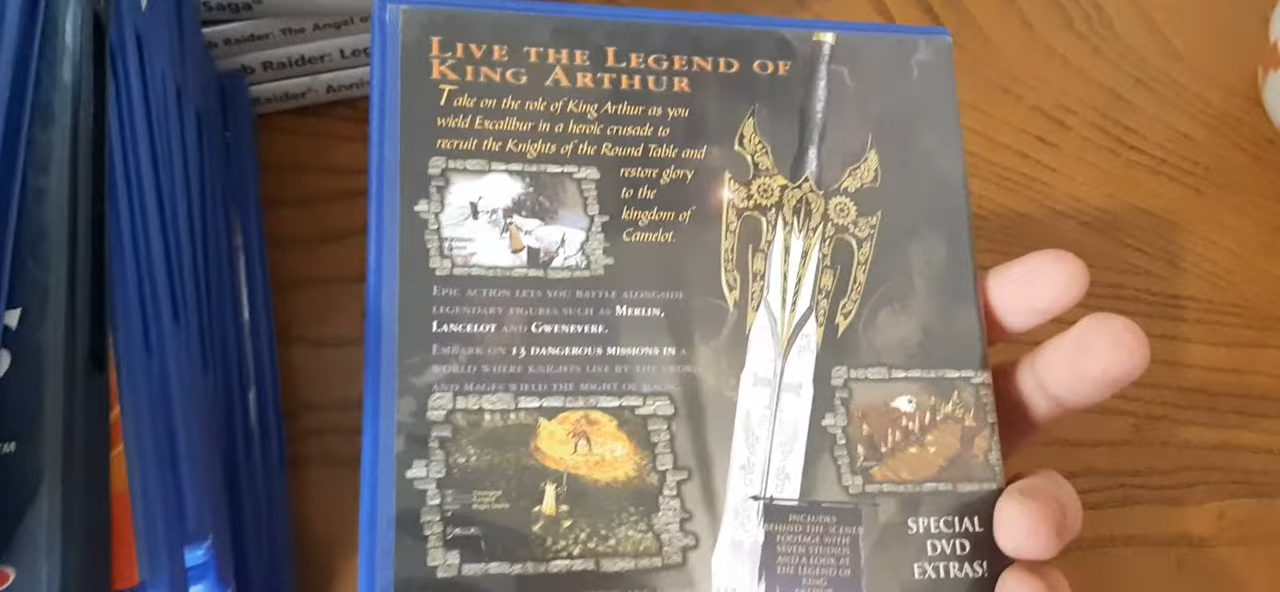 Saga
b Raider: The Angel o
b Raider: Leg
Raider: Anni
LIVE THE LEGEND OF
KING ARTHUR
Take on the role of King Arthur as you
wield Excalibur in a heroic crusade to
recruit the Knights of the Round Table and
restore glory
to the
kingdom of
Camelot.
EPIC ACTION LETS YOU BATTLE ALONGSIDE
LEGENDARY FIGURES SUCH AS MERLIN,
LANCELOT AND GWENEVERE.
EMBARK ON 13 DANGEROUS MISSIONS IN A
WORLD WHERE KNIGHTS LIVE BY THE SWORD
AND MAGES WIELD THE MIGHT OF MAGIC.
INCLUDES
BEHIND-THE-SCENES
FOOTAGE WITH
SEVEN STUDIOS
AND A LOOK AT
THE LEGEND OF
KING
SPECIAL
DVD
EXTRAS!
TM